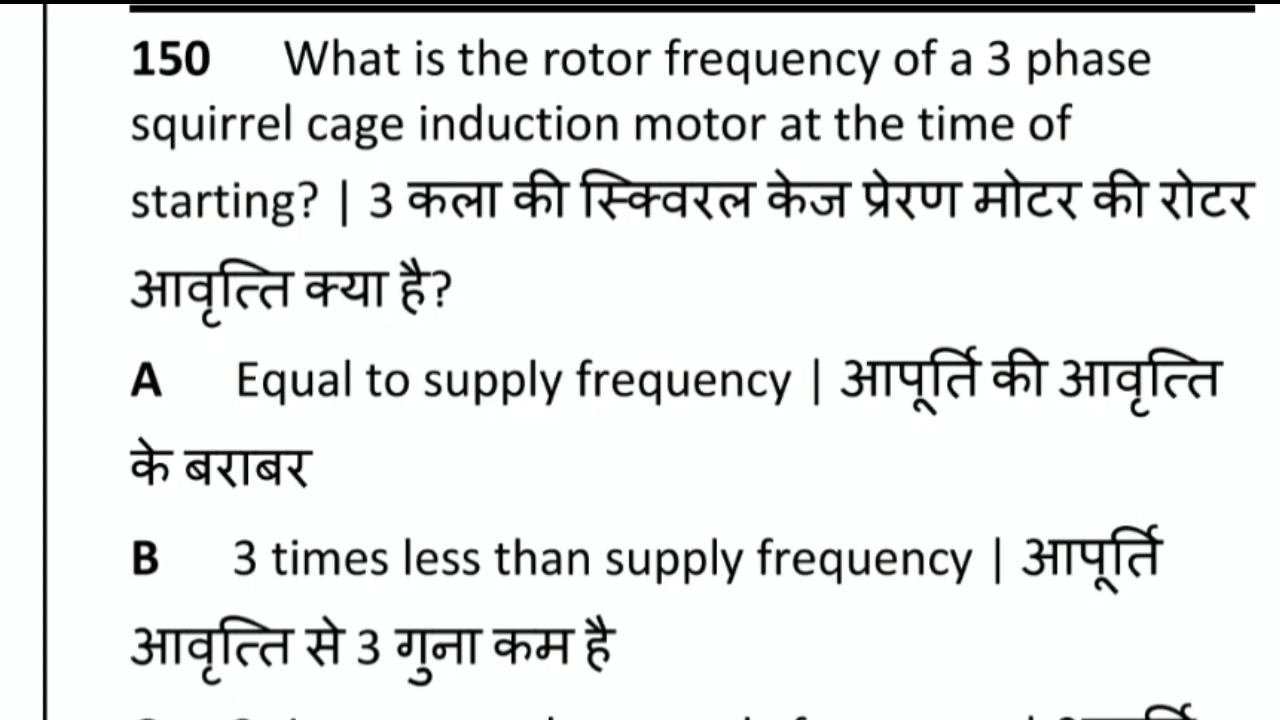 150 What is the rotor frequency of a 3 phase
squirrel cage induction motor at the time of
starting? | 3 कला की स्क्विरल केज प्रेरण मोटर की रोटर
आवृत्ति क्या है?
A Equal to supply frequency | आपूर्ति की आवृत्ति
के बराबर
B 3 times less than supply frequency | आपूर्ति
आवृत्ति से 3 गुना कम है